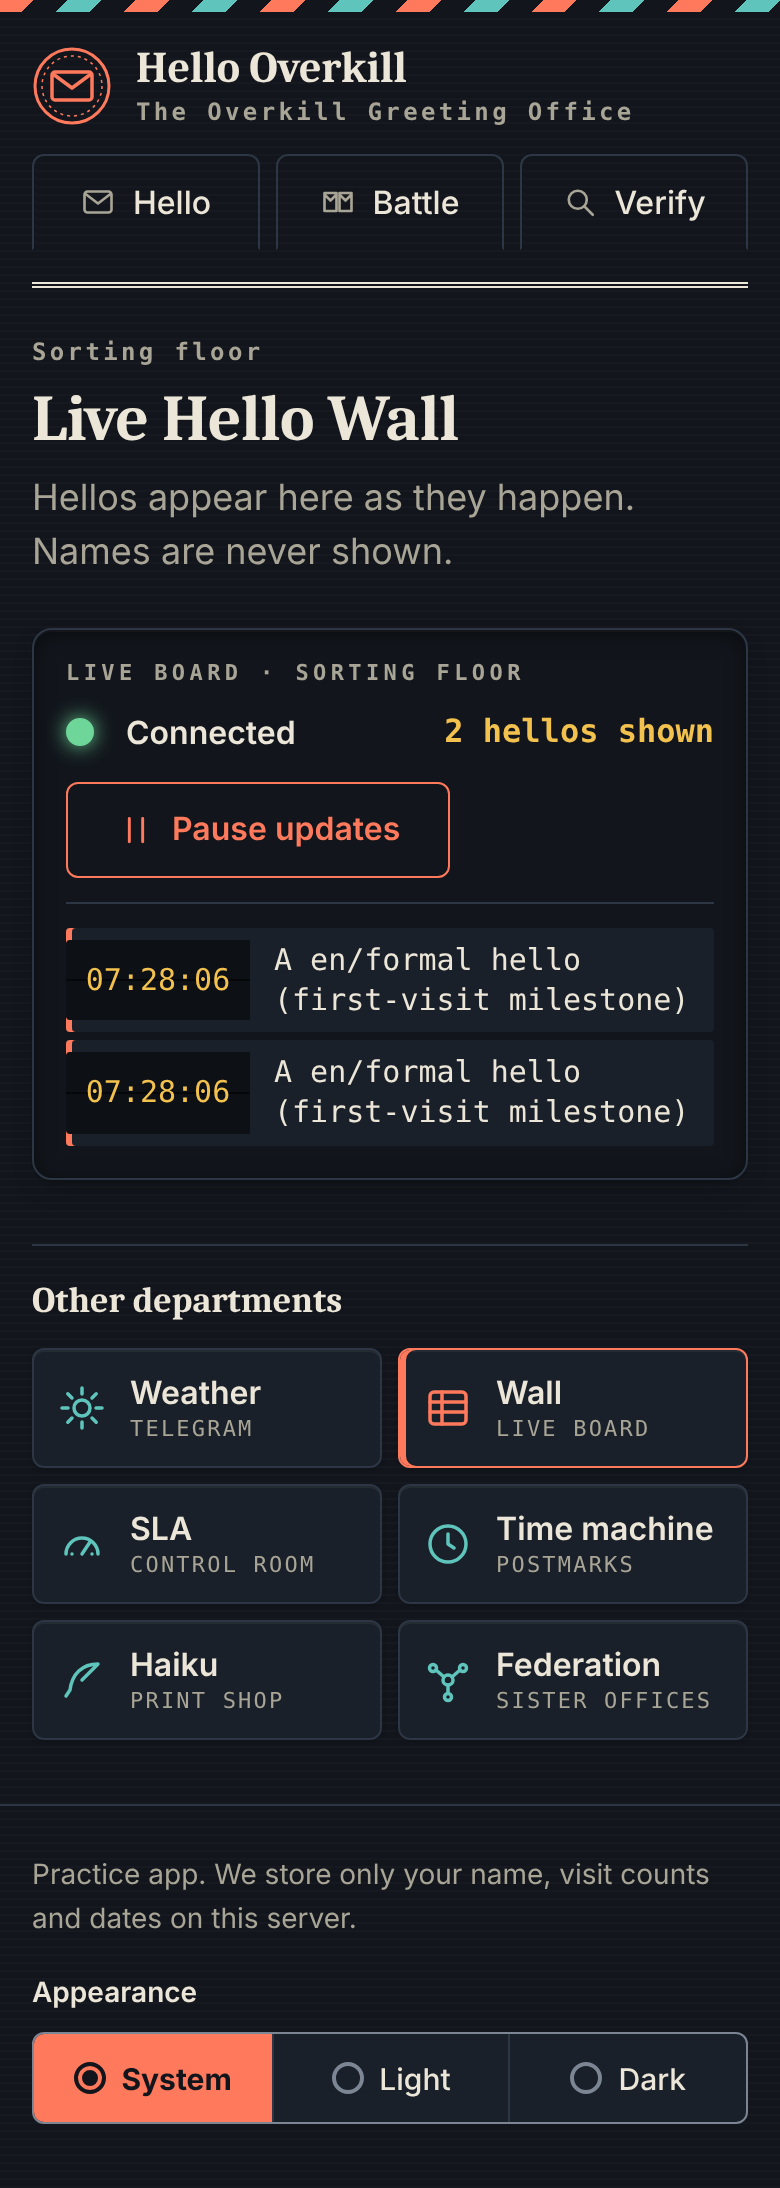 Hello Overkill
The Overkill Greeting Office
Hello
Battle
Verify
Sorting floor
Live Hello Wall
Hellos appear here as they happen.
Names are never shown.
LIVE BOARD · SORTING FLOOR
Connected
2 hellos shown
Pause updates
07:28:06
A en/formal hello
(first-visit milestone)
07:28:06
A en/formal hello
(first-visit milestone)
Other departments
Weather
TELEGRAM
Wall
LIVE BOARD
SLA
CONTROL ROOM
Time machine
POSTMARKS
Haiku
PRINT SHOP
Federation
SISTER OFFICES
Practice app. We store only your name, visit counts
and dates on this server.
Appearance
System
Light
Dark